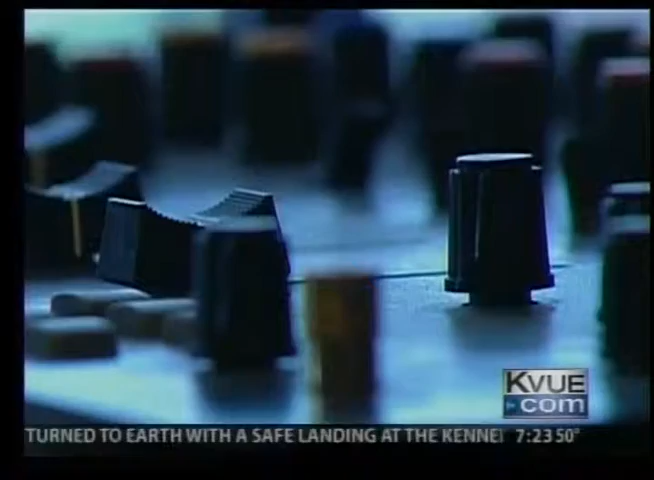 KVUE
com
TURNED TO EARTH WITH A SAFE LANDING AT THE KENNE 7:23 50°